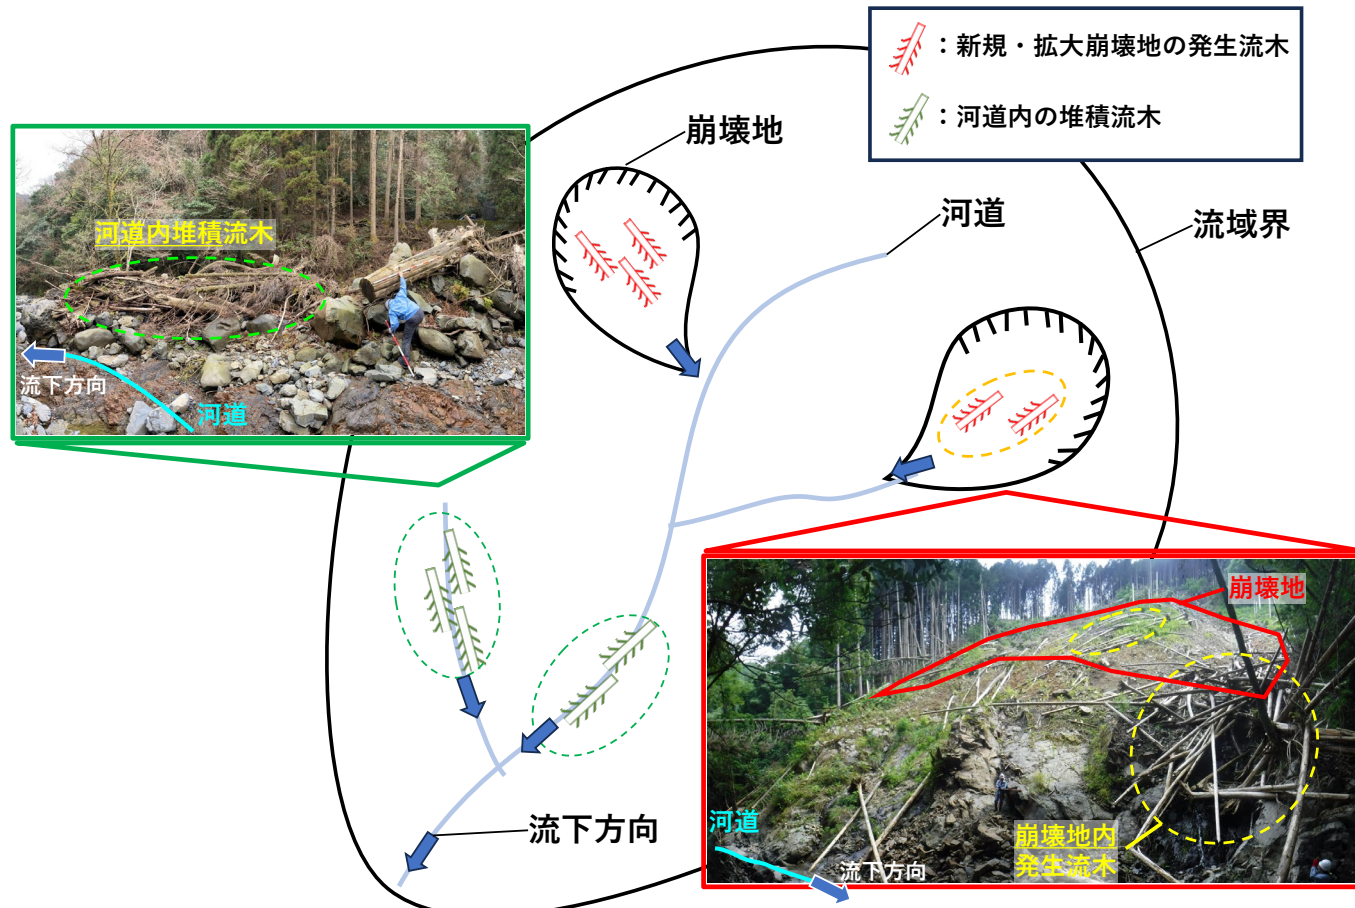 ：新規・拡大崩壊地の発生流木
：河道内の堆積流木
崩壊地
河道
流域界
河道内堆積流木
流下方向
河道
崩壊地
河道
崩壊地内
発生流木
流下方向
流下方向